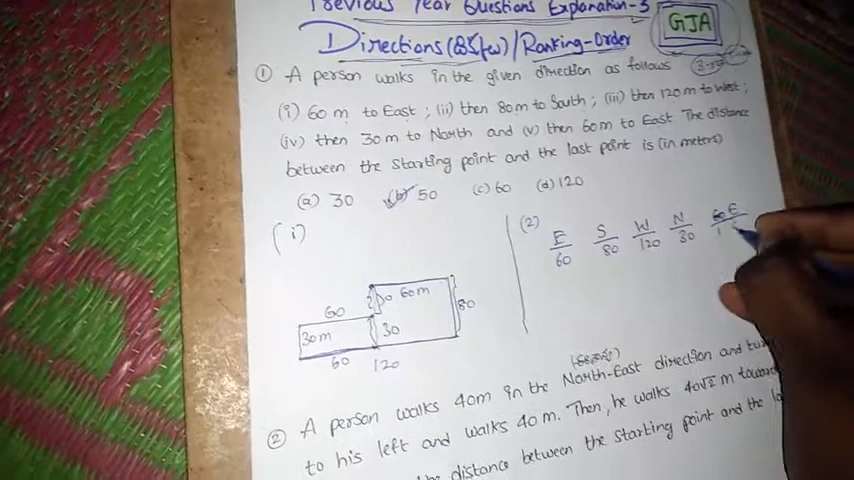 Previous Year Questions Explanation-3
Directions (దిశలు) / Ranking-Order
GJA
① A person walks in the given direction as follows
(i) 60 m to East ; (ii) then 80 m to South ; (iii) then 120 m to West ;
(iv) then 30 m to North and (v) then 60 m to East The distance
between the starting point and the last point is (in meters)
(a) 30 (b) 50 (c) 60 (d) 120
(i)
60m
80
60
30
30m
60
120
(2)
E S W N 60E
60 80 120 30
② A person walks 40m in the North-East direction and
to his left and walks 40 m. Then, he walks 40√2 m
distance between the starting point and the